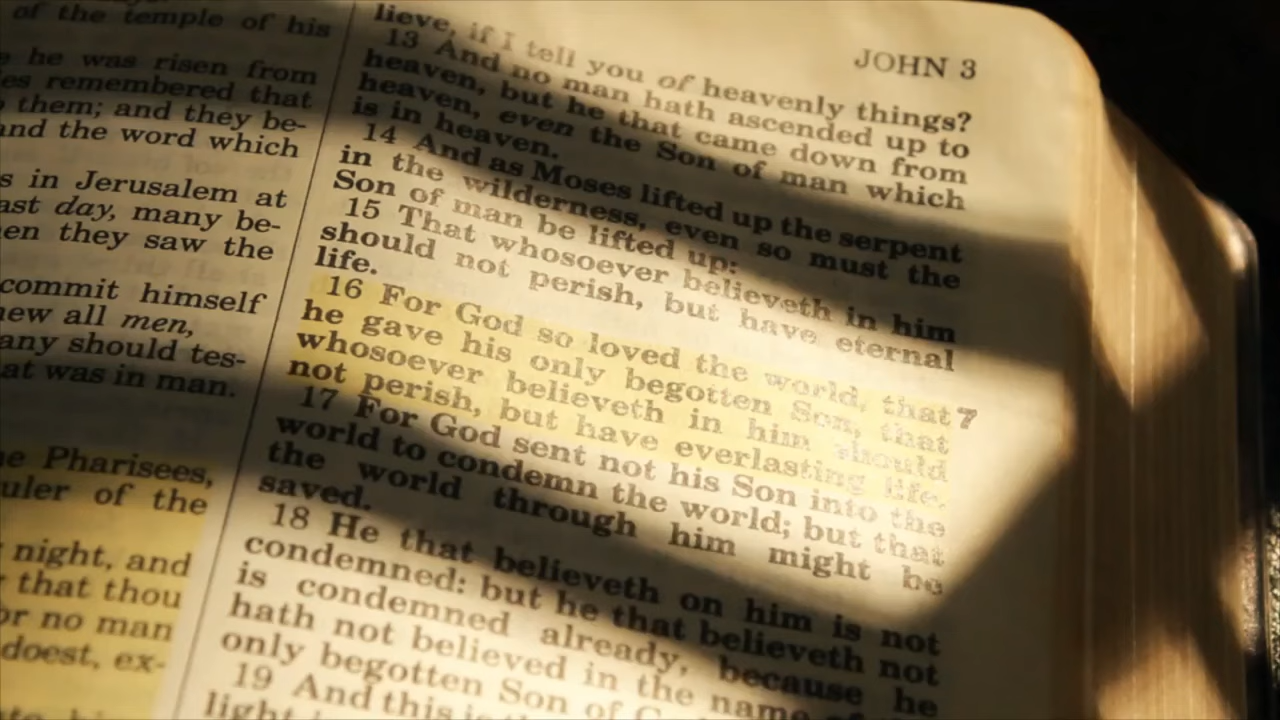 of the temple of his
he was risen from
es remembered that
them; and they be-
and the word which
s in Jerusalem at
ast day, many be-
en they saw the
commit himself
new all men,
any should tes-
at was in man.
he Pharisees,
uler of the
night, and
that thou
or no man
doest, ex-
JOHN 3
lieve, if I tell you of heavenly things?
13 And no man hath ascended up to
heaven, but he that came down from
heaven, even the Son of man which
is in heaven.
14 And as Moses lifted up the serpent
in the wilderness, even so must the
Son of man be lifted up:
15 That whosoever believeth in him
should not perish, but have eternal
life.
16 For God so loved the world, that 7
he gave his only begotten Son, that
whosoever believeth in him should
not perish, but have everlasting life.
17 For God sent not his Son into the
world to condemn the world; but that
the world through him might be
saved.
18 He that believeth on him is not
condemned: but he that believeth not
is condemned already, because he
hath not believed in the name of the
only begotten Son of
19 And this is
light